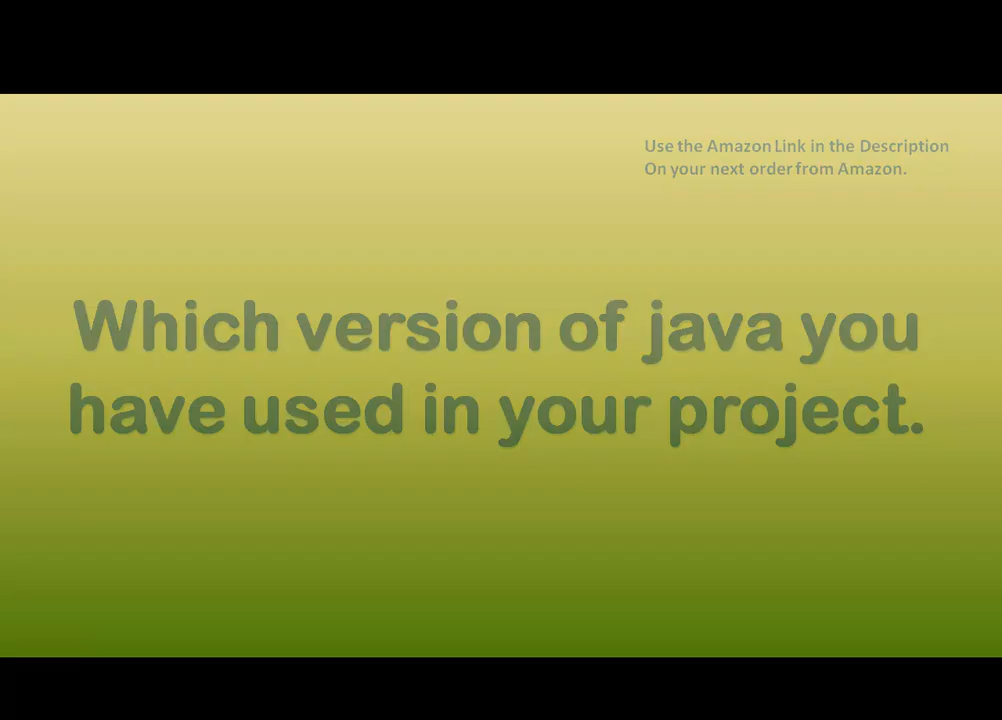 Use the Amazon Link in the Description
On your next order from Amazon.
Which version of java you
have used in your project.